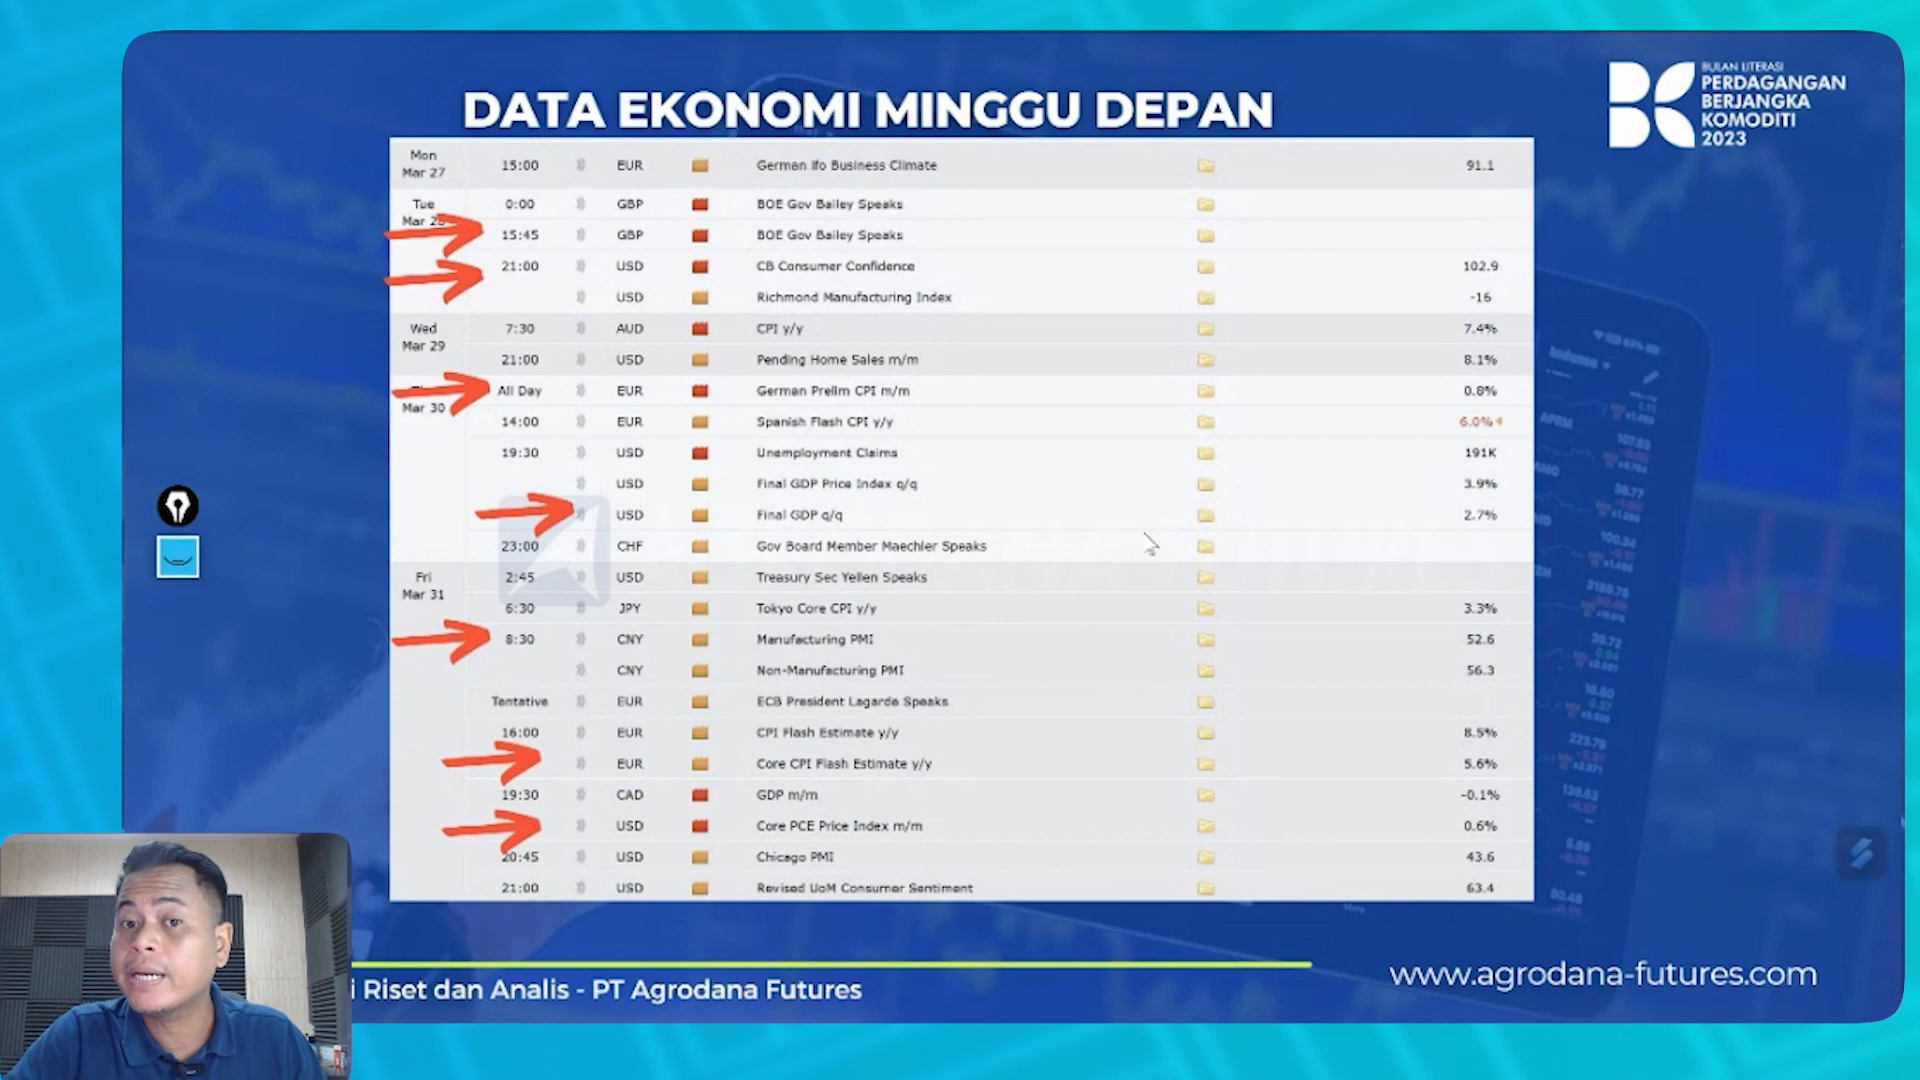 DATA EKONOMI MINGGU DEPAN
BULAN LITERASI
PERDAGANGAN
BERJANGKA
KOMODITI
2023
Mon Mar 27 15:00 EUR German Ifo Business Climate 91.1
Tue 0:00 GBP BOE Gov Bailey Speaks
Mar 15:45 GBP BOE Gov Bailey Speaks
21:00 USD CB Consumer Confidence 102.9
USD Richmond Manufacturing Index -16
Wed Mar 29 7:30 AUD CPI y/y 7.4%
21:00 USD Pending Home Sales m/m 8.1%
All Day EUR German Prelim CPI m/m 0.8%
Mar 30 14:00 EUR Spanish Flash CPI y/y 6.0%
19:30 USD Unemployment Claims 191K
USD Final GDP Price Index q/q 3.9%
USD Final GDP q/q 2.7%
23:00 CHF Gov Board Member Maechler Speaks
Fri Mar 31 2:45 USD Treasury Sec Yellen Speaks
6:30 JPY Tokyo Core CPI y/y 3.3%
8:30 CNY Manufacturing PMI 52.6
CNY Non-Manufacturing PMI 56.3
Tentative EUR ECB President Lagarde Speaks
16:00 EUR CPI Flash Estimate y/y 8.5%
EUR Core CPI Flash Estimate y/y 5.6%
19:30 CAD GDP m/m -0.1%
USD Core PCE Price Index m/m 0.6%
20:45 USD Chicago PMI 43.6
21:00 USD Revised UoM Consumer Sentiment 63.4
i Riset dan Analis - PT Agrodana Futures
www.agrodana-futures.com